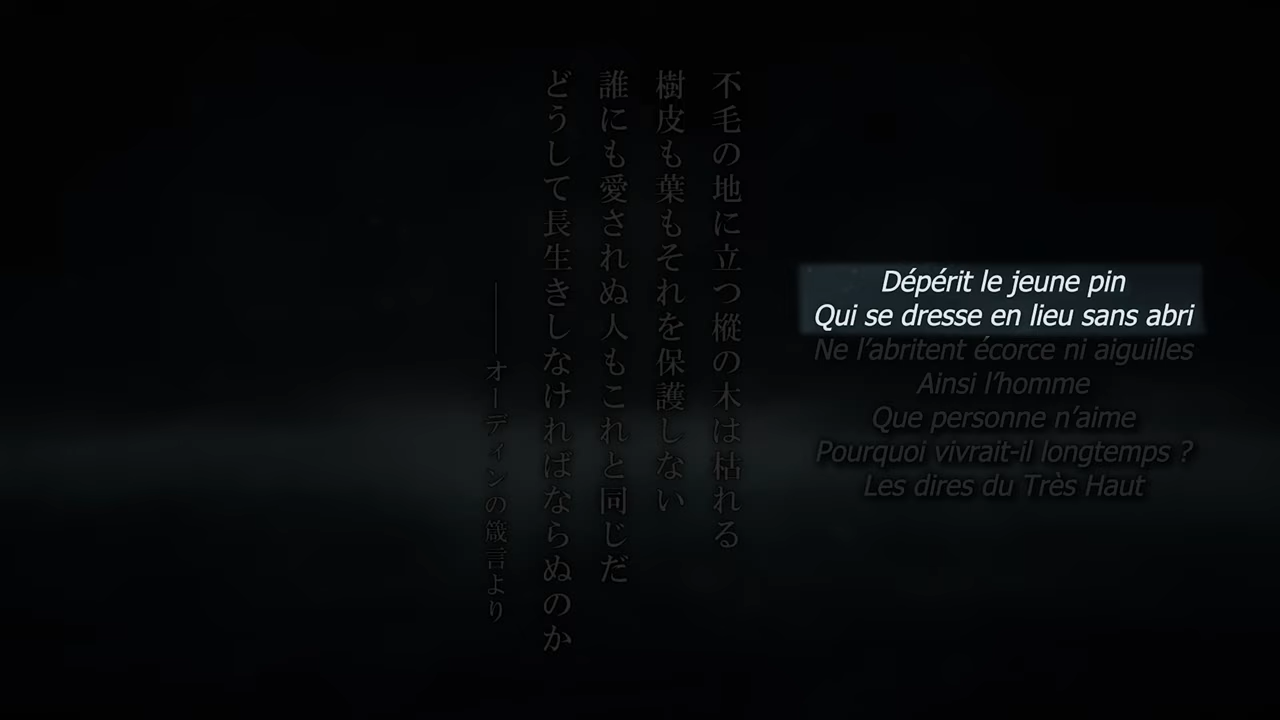 不毛の地に立つ樅の木は枯れる
樹皮も葉もそれを保護しない
誰にも愛されぬ人もこれと同じだ
どうして長生きしなければならぬのか
――オーディンの箴言より
Dépérit le jeune pin
Qui se dresse en lieu sans abri
Ne l’abritent écorce ni aiguilles
Ainsi l’homme
Que personne n’aime
Pourquoi vivrait-il longtemps ?
Les dires du Très Haut